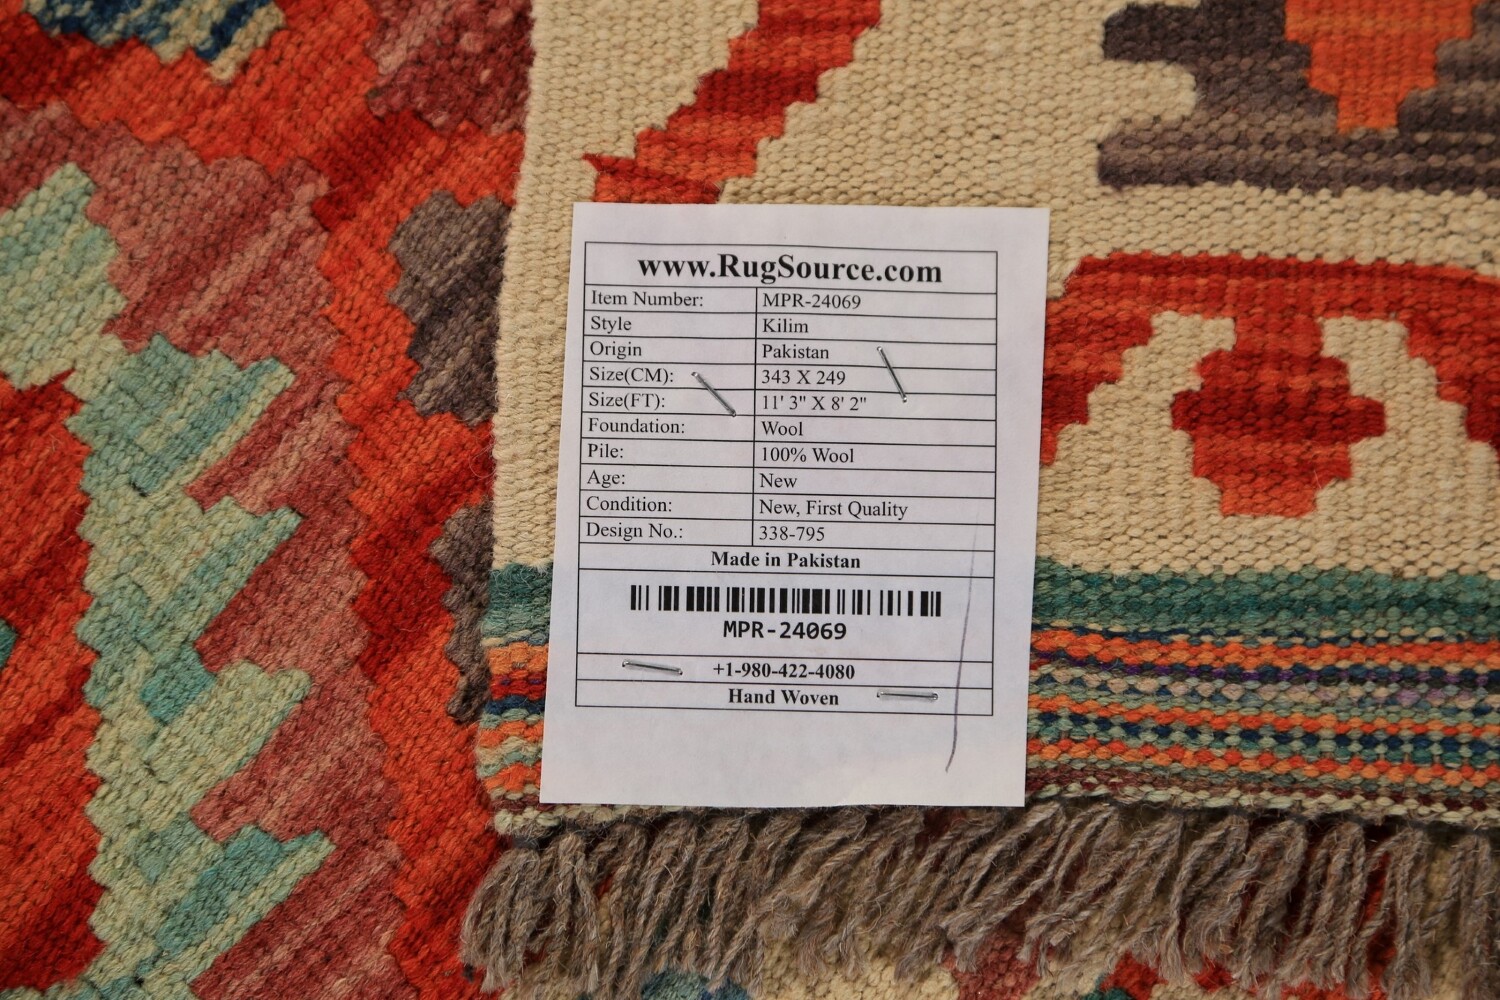 www.RugSource.com
Item Number: MPR-24069
Style Kilim
Origin Pakistan
Size(CM): 343 X 249
Size(FT): 11' 3" X 8' 2"
Foundation: Wool
Pile: 100% Wool
Age: New
Condition: New, First Quality
Design No.: 338-795
Made in Pakistan
MPR-24069
+1-980-422-4080
Hand Woven